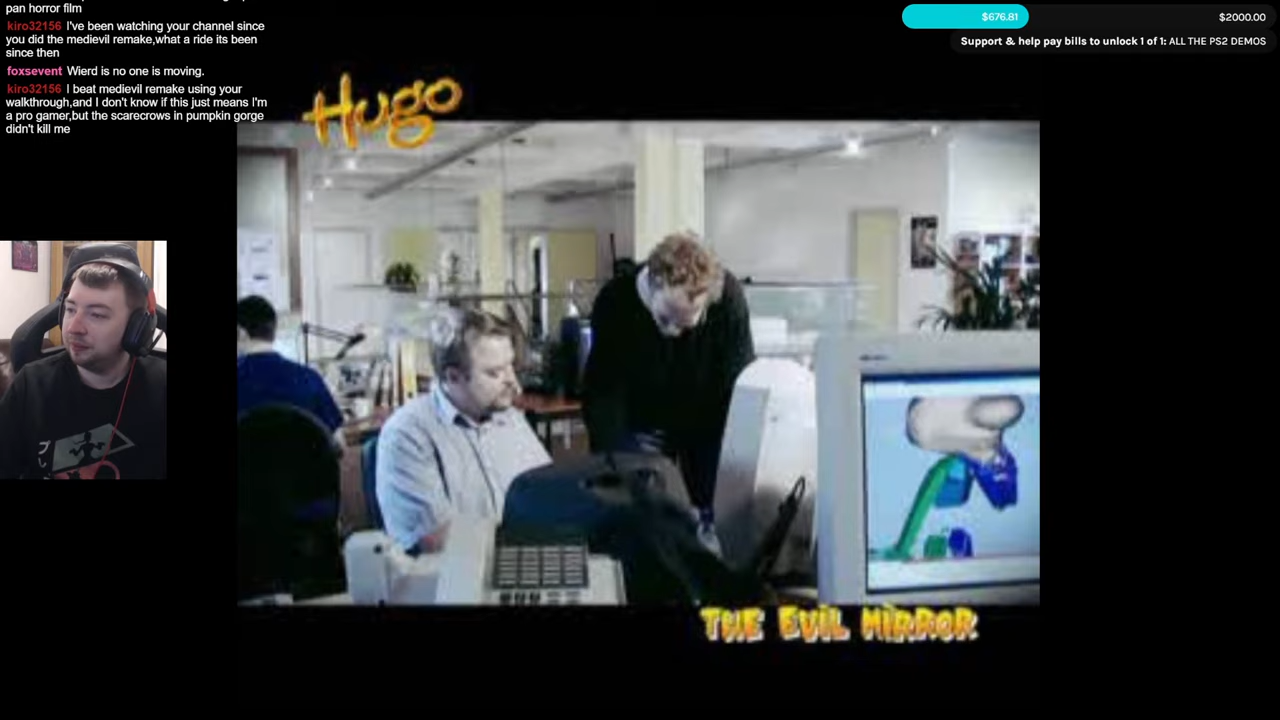 pan horror film
kiro32156 I've been watching your channel since
you did the medievil remake,what a ride its been
since then
foxsevent Wierd is no one is moving.
kiro32156 I beat medievil remake using your
walkthrough,and I don't know if this just means I'm
a pro gamer,but the scarecrows in pumpkin gorge
didn't kill me
$676.81
$2000.00
Support & help pay bills to unlock 1 of 1: ALL THE PS2 DEMOS
Hugo
THE EVIL MIRROR